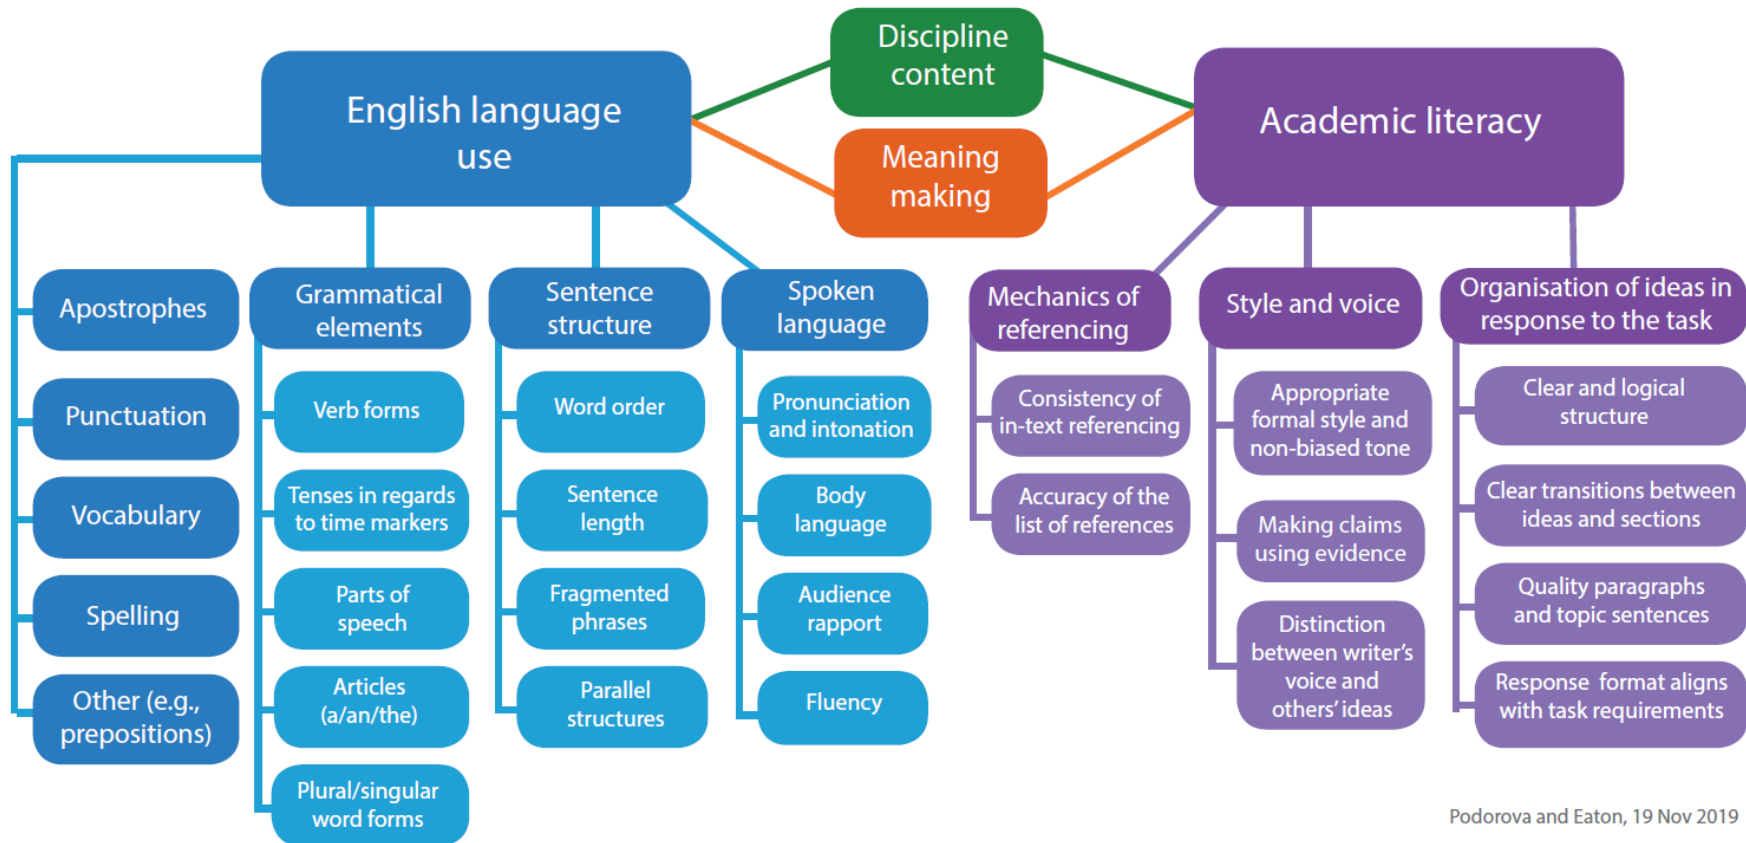 Discipline
content
English language
use
Academic literacy
Meaning
making
Apostrophes
Punctuation
Vocabulary
Spelling
Other (e.g.,
prepositions)
Grammatical
elements
Verb forms
Tenses in regards
to time markers
Parts of
speech
Articles
(a/an/the)
Plural/singular
word forms
Sentence
structure
Word order
Sentence
length
Fragmented
phrases
Parallel
structures
Spoken
language
Pronunciation
and intonation
Body
language
Audience
rapport
Fluency
Mechanics of
referencing
Consistency of
in-text referencing
Accuracy of the
list of references
Style and voice
Appropriate
formal style and
non-biased tone
Making claims
using evidence
Distinction
between writer's
voice and
others' ideas
Organisation of ideas in
response to the task
Clear and logical
structure
Clear transitions between
ideas and sections
Quality paragraphs
and topic sentences
Response format aligns
with task requirements
Podorova and Eaton, 19 Nov 2019